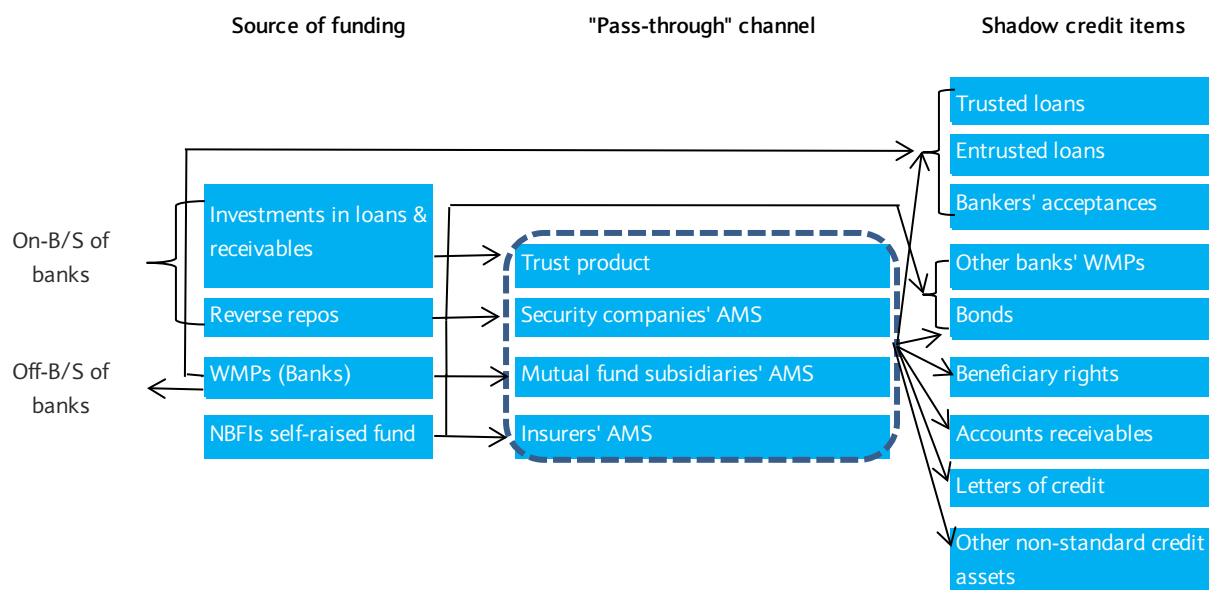 Source of funding
"Pass-through" channel
Shadow credit items
On-B/S of
banks
Off-B/S of
banks
Investments in loans &
receivables
Reverse repos
WMPs (Banks)
NBFIs self-raised fund
Trust product
Security companies' AMS
Mutual fund subsidiaries' AMS
Insurers' AMS
Trusted loans
Entrusted loans
Bankers' acceptances
Other banks' WMPs
Bonds
Beneficiary rights
Accounts receivables
Letters of credit
Other non-standard credit
assets